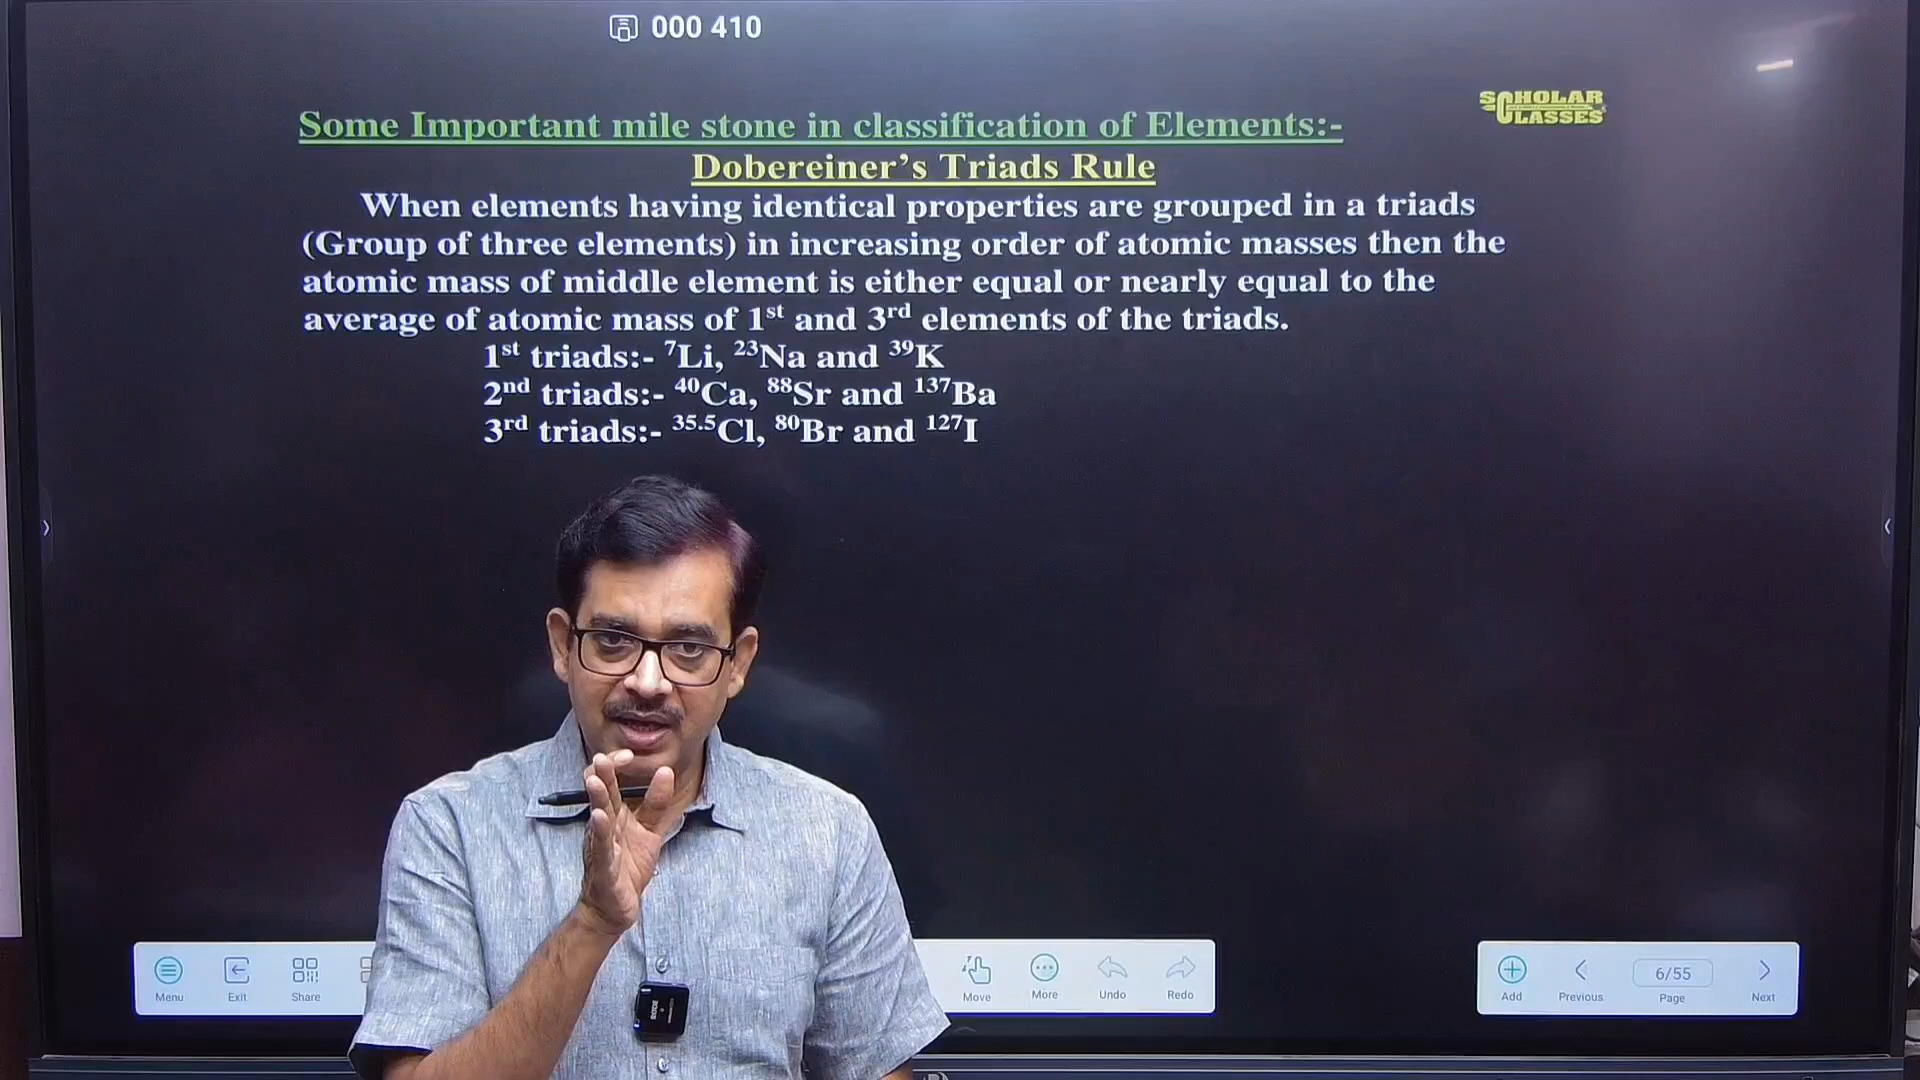 000 410
SCHOLAR
CLASSES
Some Important mile stone in classification of Elements:-
Dobereiner’s Triads Rule
When elements having identical properties are grouped in a triads
(Group of three elements) in increasing order of atomic masses then the
atomic mass of middle element is either equal or nearly equal to the
average of atomic mass of 1st and 3rd elements of the triads.
1st triads:- ⁷Li, ²³Na and ³⁹K
2nd triads:- ⁴⁰Ca, ⁸⁸Sr and ¹³⁷Ba
3rd triads:- ³⁵·⁵Cl, ⁸⁰Br and ¹²⁷I
RODE
Menu Exit Share Move More Undo Redo
Add Previous 6/55 Page Next